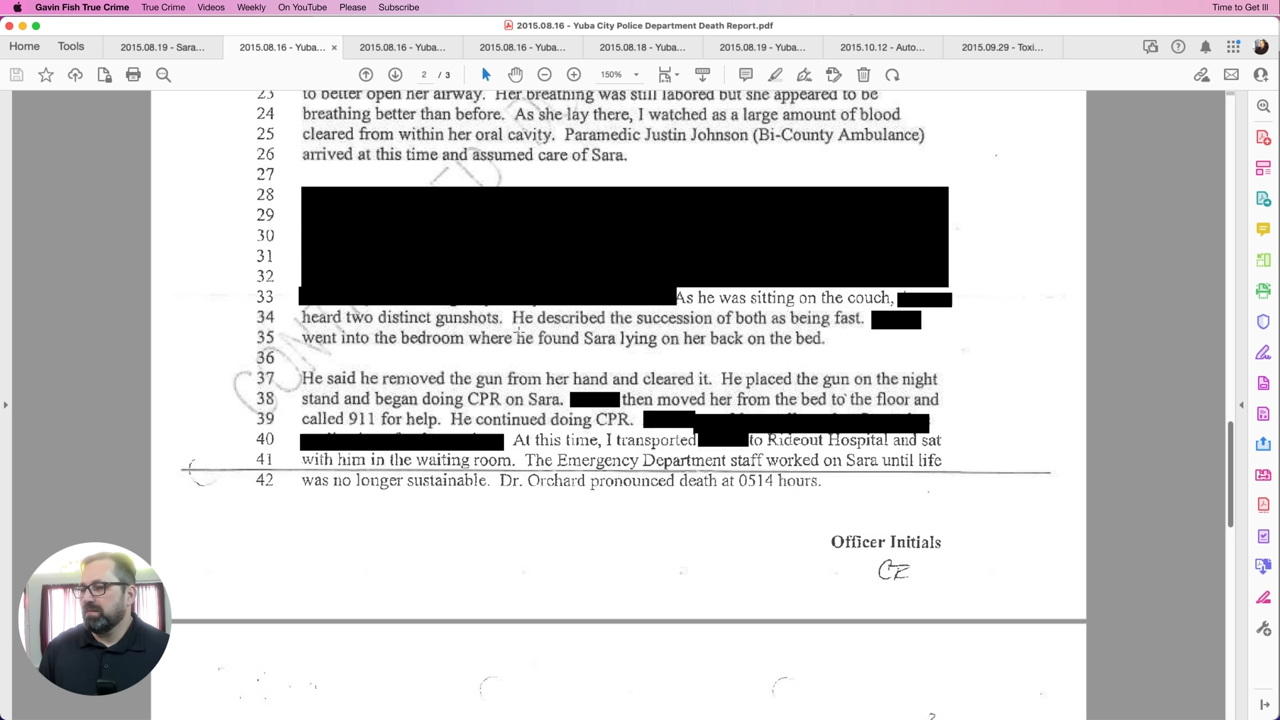 Gavin Fish True Crime True Crime Videos Weekly On YouTube Please Subscribe Time to Get Ill
2015.08.16 - Yuba City Police Department Death Report.pdf
Home Tools 2015.08.19 - Sara... 2015.08.16 - Yuba... × 2015.08.16 - Yuba... 2015.08.16 - Yuba... 2015.08.18 - Yuba... 2015.08.19 - Yuba... 2015.10.12 - Auto... 2015.09.29 - Toxi...
2 / 3 150%
23 to better open her airway. Her breathing was still labored but she appeared to be
24 breathing better than before. As she lay there, I watched as a large amount of blood
25 cleared from within her oral cavity. Paramedic Justin Johnson (Bi-County Ambulance)
26 arrived at this time and assumed care of Sara.
27
28
29
30
31
32
33 As he was sitting on the couch,
34 heard two distinct gunshots. He described the succession of both as being fast.
35 went into the bedroom where he found Sara lying on her back on the bed.
36
37 He said he removed the gun from her hand and cleared it. He placed the gun on the night
38 stand and began doing CPR on Sara. then moved her from the bed to the floor and
39 called 911 for help. He continued doing CPR.
40 At this time, I transported to Rideout Hospital and sat
41 with him in the waiting room. The Emergency Department staff worked on Sara until life
42 was no longer sustainable. Dr. Orchard pronounced death at 0514 hours.
Officer Initials
CE